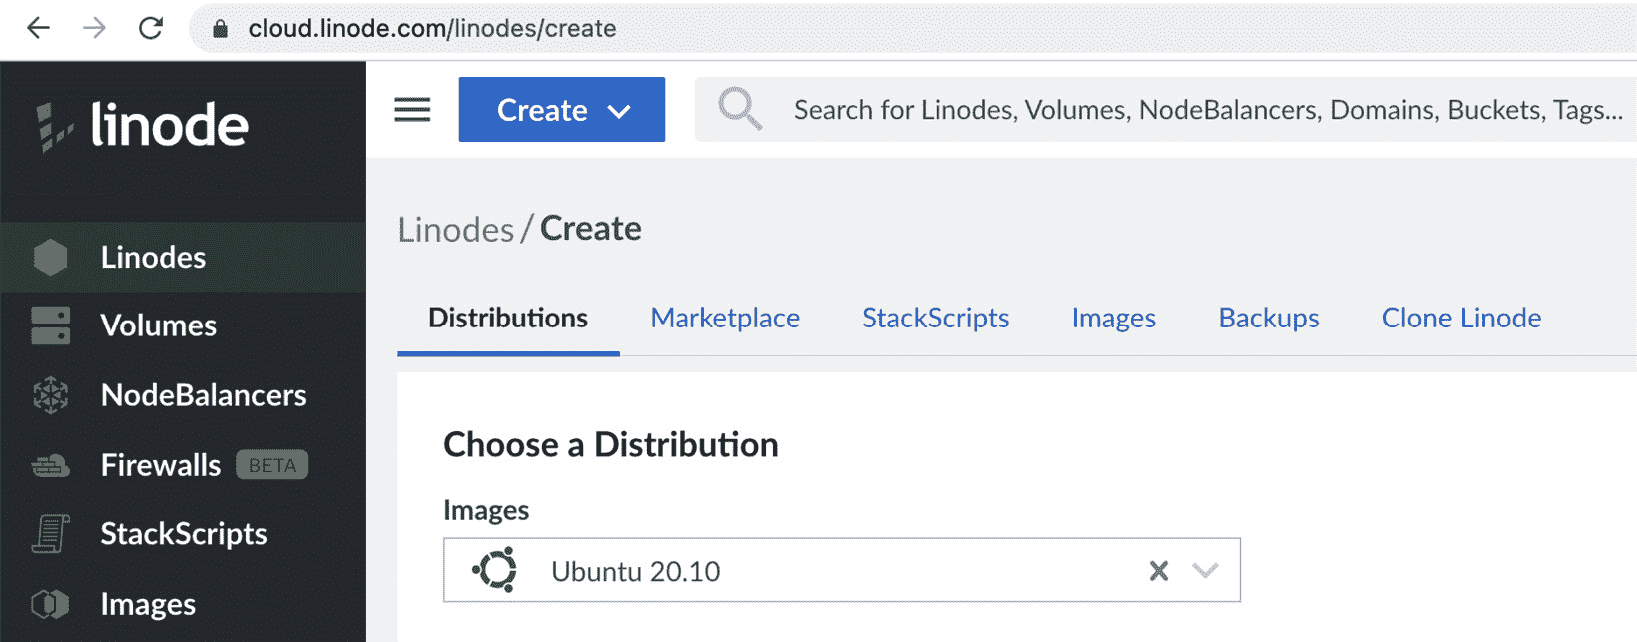 cloud.linode.com/linodes/create
linode
Create
Search for Linodes, Volumes, NodeBalancers, Domains, Buckets, Tags...
Linodes
Volumes
NodeBalancers
Firewalls BETA
StackScripts
Images
Linodes / Create
Distributions Marketplace StackScripts Images Backups Clone Linode
Choose a Distribution
Images
Ubuntu 20.10